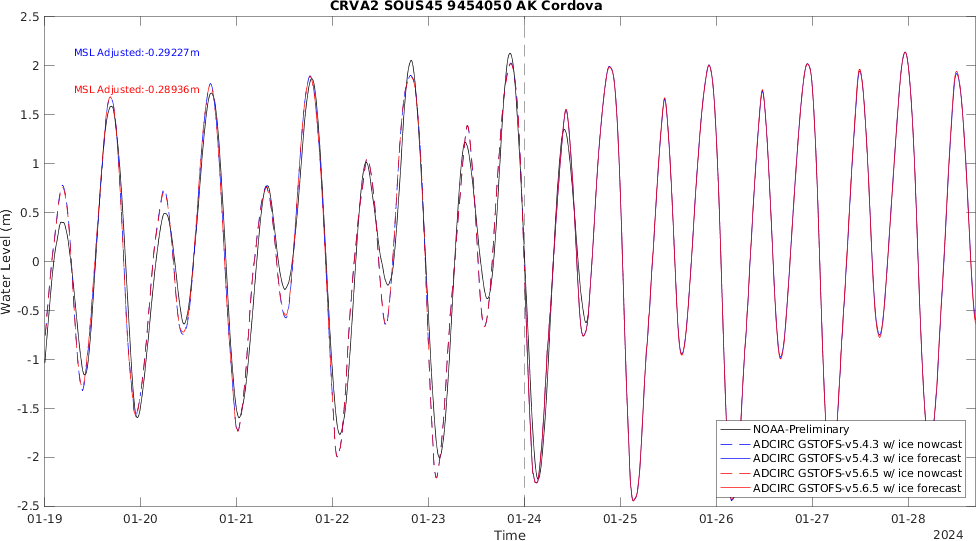 CRVA2 SOUS45 9454050 AK Cordova
2.5
MSL Adjusted:-0.29227m
2
MSL Adjusted:-0.28936m
1.5
1
0.5
0
-0.5
-1
-1.5
-2
-2.5
Water Level (m)
NOAA-Preliminary
ADCIRC GSTOFS-v5.4.3 w/ ice nowcast
ADCIRC GSTOFS-v5.4.3 w/ ice forecast
ADCIRC GSTOFS-v5.6.5 w/ ice nowcast
ADCIRC GSTOFS-v5.6.5 w/ ice forecast
01-19 01-20 01-21 01-22 01-23 01-24 01-25 01-26 01-27 01-28
Time
2024